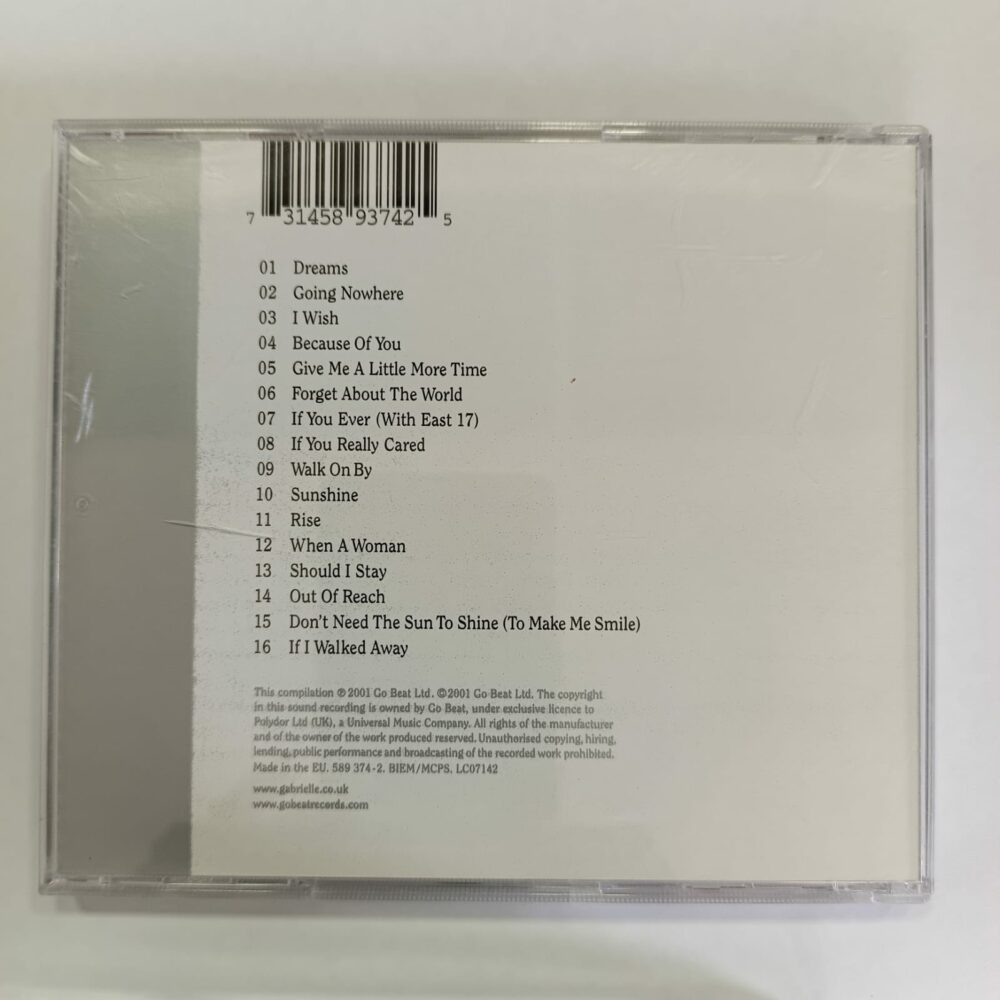 7 31458 93742 5
01 Dreams
02 Going Nowhere
03 I Wish
04 Because Of You
05 Give Me A Little More Time
06 Forget About The World
07 If You Ever (With East 17)
08 If You Really Cared
09 Walk On By
10 Sunshine
11 Rise
12 When A Woman
13 Should I Stay
14 Out Of Reach
15 Don't Need The Sun To Shine (To Make Me Smile)
16 If I Walked Away
This compilation ℗ 2001 Go Beat Ltd. © 2001 Go Beat Ltd. The copyright
in this sound recording is owned by Go Beat, under exclusive licence to
Polydor Ltd (UK), a Universal Music Company. All rights of the manufacturer
and of the owner of the work produced reserved. Unauthorised copying, hiring,
lending, public performance and broadcasting of the recorded work prohibited.
Made in the EU. 589 374-2. BIEM/MCPS. LC07142
www.gabrielle.co.uk
www.gobeatrecords.com